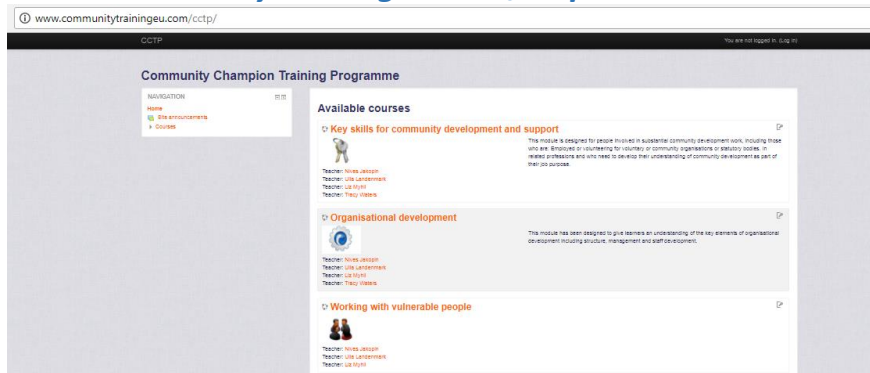 www.communitytrainingeu.com/cctp/
CCTP
You are not logged in. (Log in)
Community Champion Training Programme
NAVIGATION
Home
Site announcements
Courses
Available courses
Key skills for community development and support
This module is designed for people involved in substantial community development work, including those
who are. Employed or volunteering for voluntary or community organisations or statutory bodies. In
related professions and who need to develop their understanding of community development as part of
their job purpose.
Teacher: Nives Jakopin
Teacher: Ulla Landenmark
Teacher: Liz Myhil
Teacher: Tracy Waters
Organisational development
This module has been designed to give learners an understanding of the key elements of organisational
development including structure, management and staff development.
Teacher: Nives Jakopin
Teacher: Ulla Landenmark
Teacher: Liz Myhil
Teacher: Tracy Waters
Working with vulnerable people
Teacher: Nives Jakopin
Teacher: Ulla Landenmark
Teacher: Liz Myhil